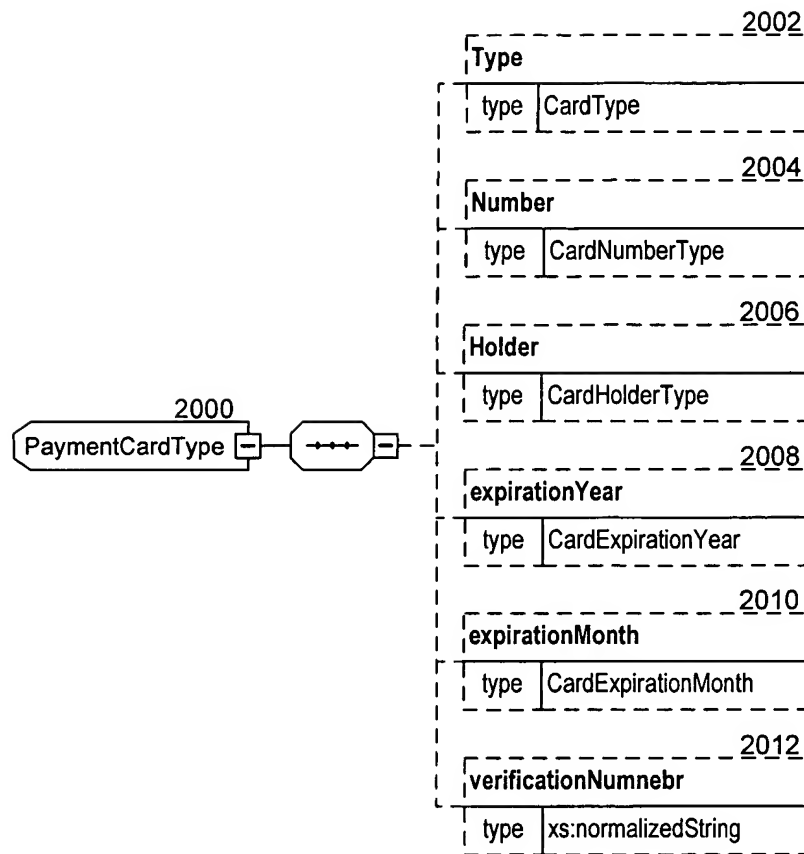 2002
Type
type CardType
2004
Number
type CardNumberType
2006
Holder
type CardHolderType
2000
PaymentCardType
2008
expirationYear
type CardExpirationYear
2010
expirationMonth
type CardExpirationMonth
2012
verificationNumnebr
type xs:normalizedString